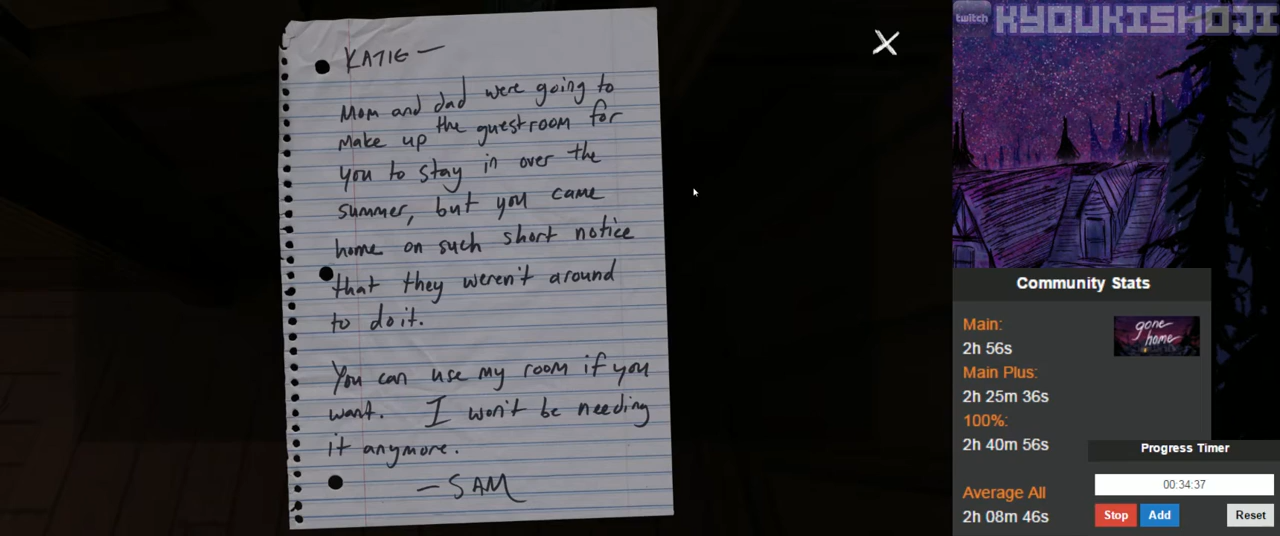 KATIE —
Mom and dad were going to
make up the guestroom for
you to stay in over the
summer, but you came
home on such short notice
that they weren't around
to do it.
You can use my room if you
want. I won't be needing
it anymore.
— SAM
twitch
KYOUKISHOJI
Community Stats
Main:
2h 56s
gone
home
Main Plus:
2h 25m 36s
100%:
2h 40m 56s
Average All
2h 08m 46s
Progress Timer
00:34:37
Stop
Add
Reset